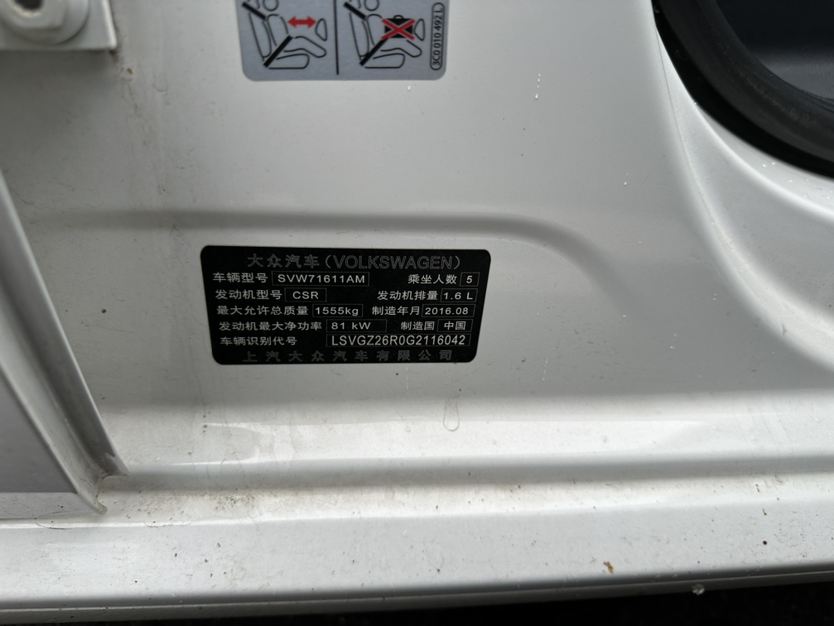 5C0 010 492 L
大众汽车(VOLKSWAGEN)
车辆型号 SVW71611AM 乘坐人数 5
发动机型号 CSR 发动机排量 1.6 L
最大允许总质量 1555kg 制造年月 2016.08
发动机最大净功率 81 kW 制造国 中国
车辆识别代号 LSVGZ26R0G2116042
上汽大众汽车有限公司